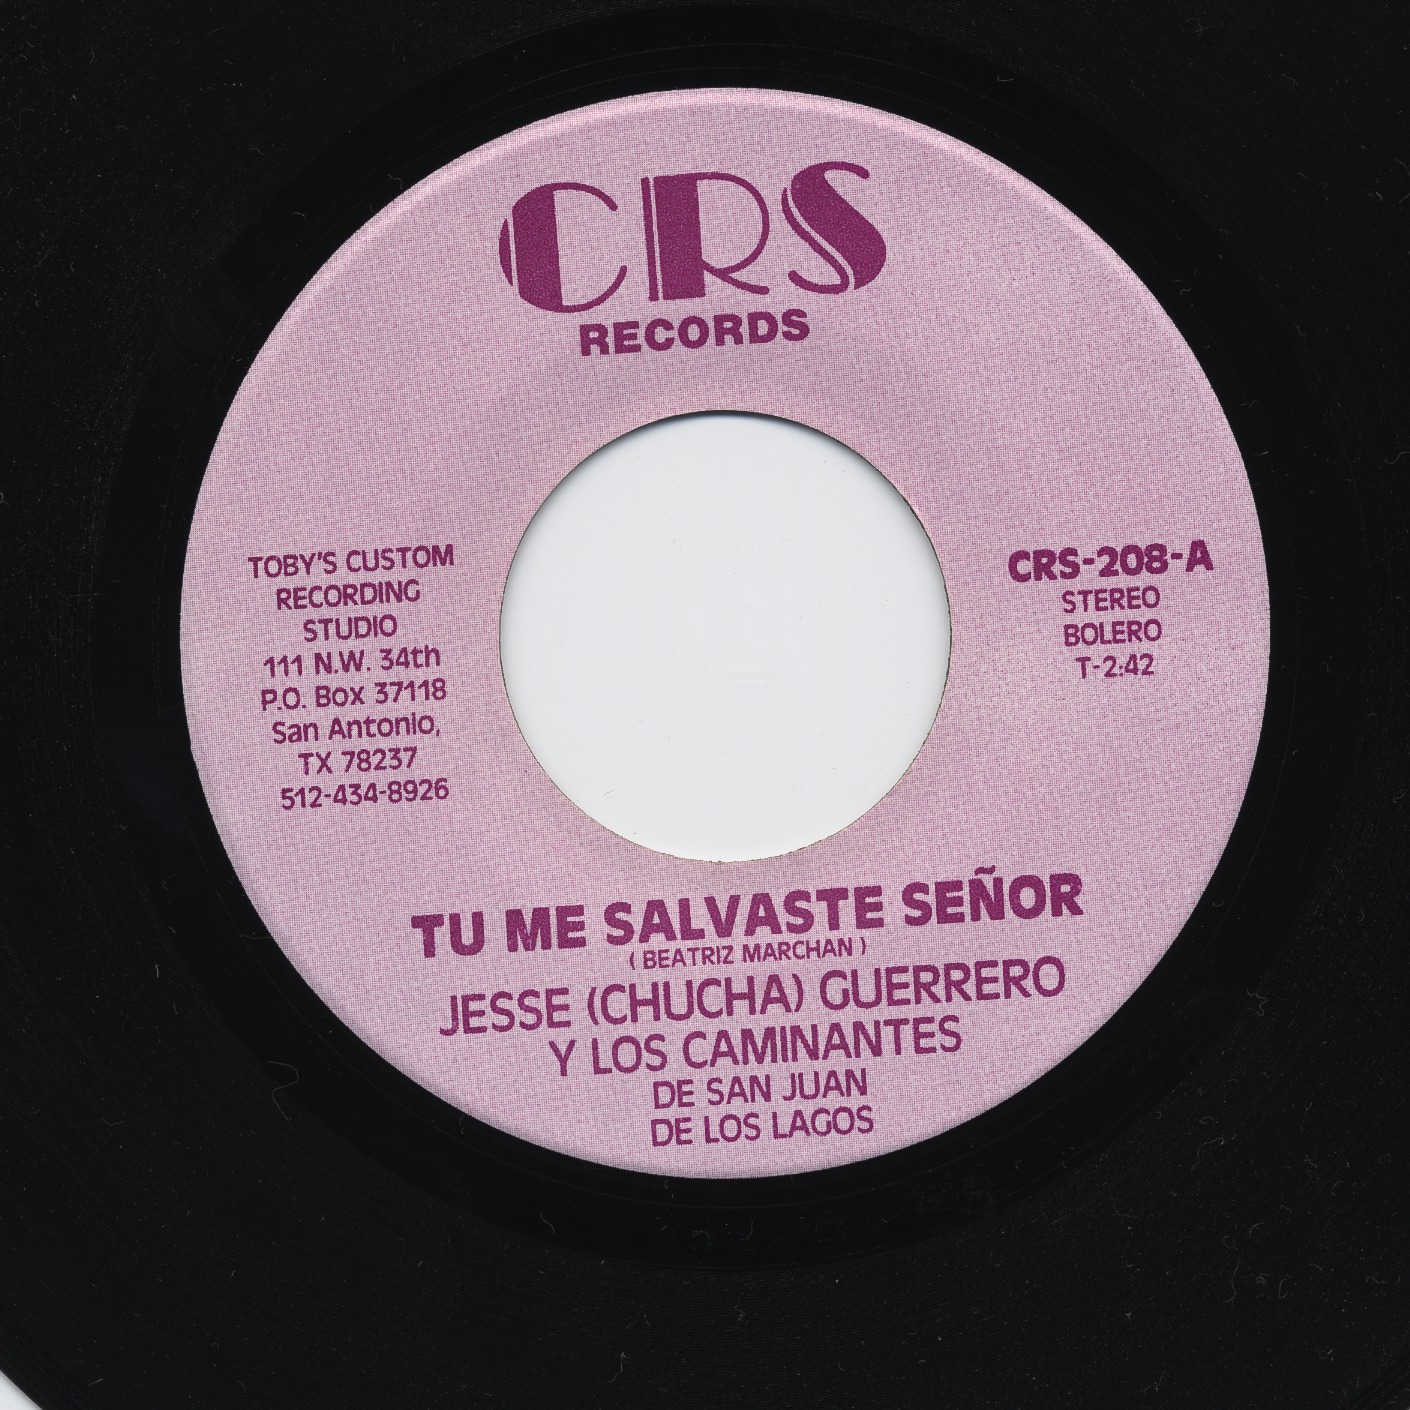 CRS
RECORDS
TOBY'S CUSTOM
RECORDING
STUDIO
111 N.W. 34th
P.O. Box 37118
San Antonio,
TX 78237
512-434-8926
CRS-208-A
STEREO
BOLERO
T-2:42
TU ME SALVASTE SEÑOR
( BEATRIZ MARCHAN )
JESSE (CHUCHA) GUERRERO
Y LOS CAMINANTES
DE SAN JUAN
DE LOS LAGOS